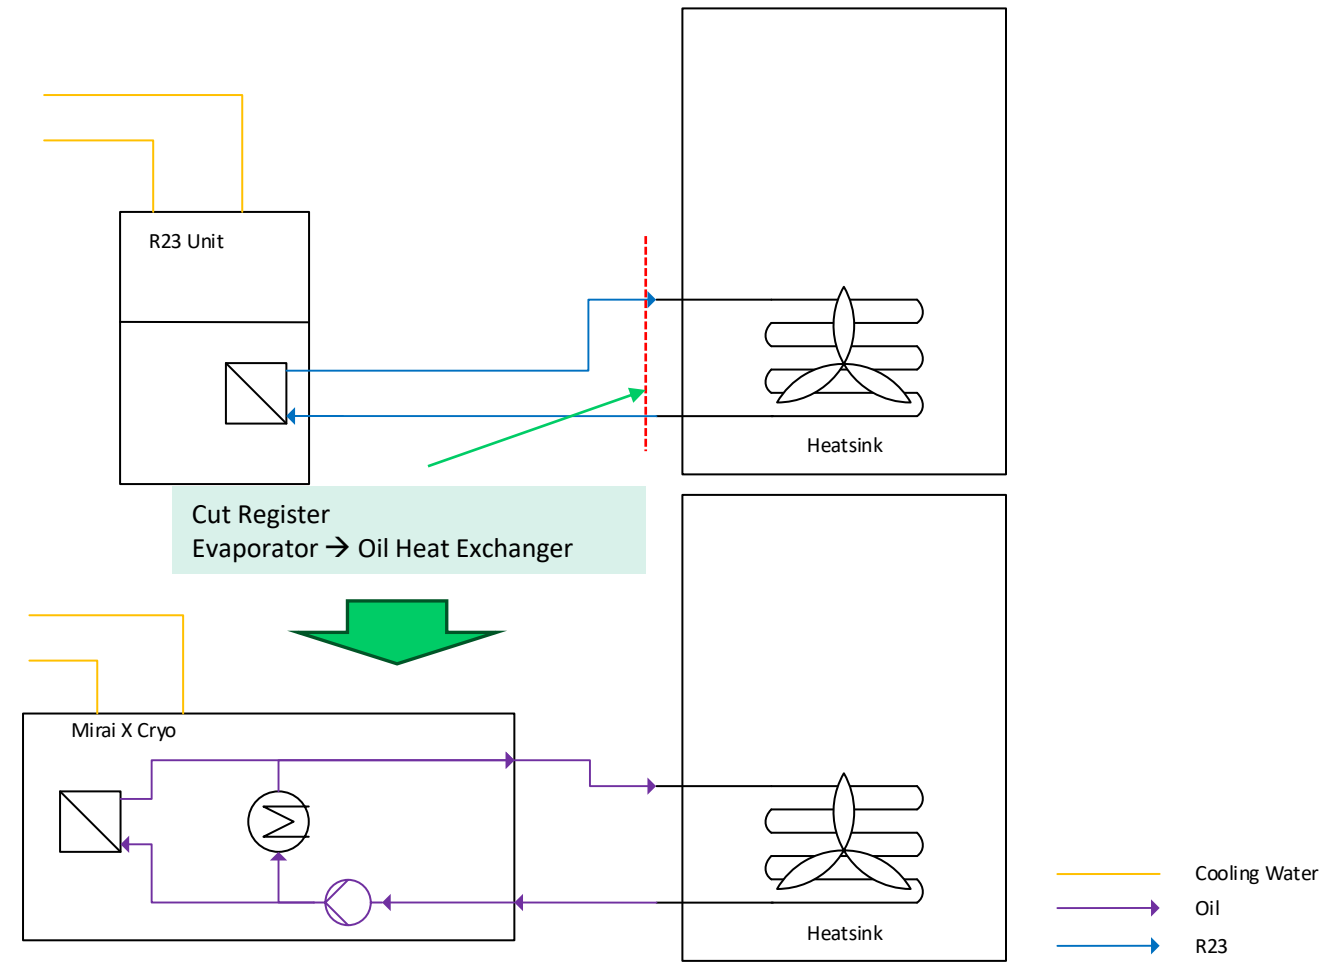 R23 Unit
Heatsink
Cut Register
Evaporator → Oil Heat Exchanger
Mirai X Cryo
Heatsink
Cooling Water
Oil
R23